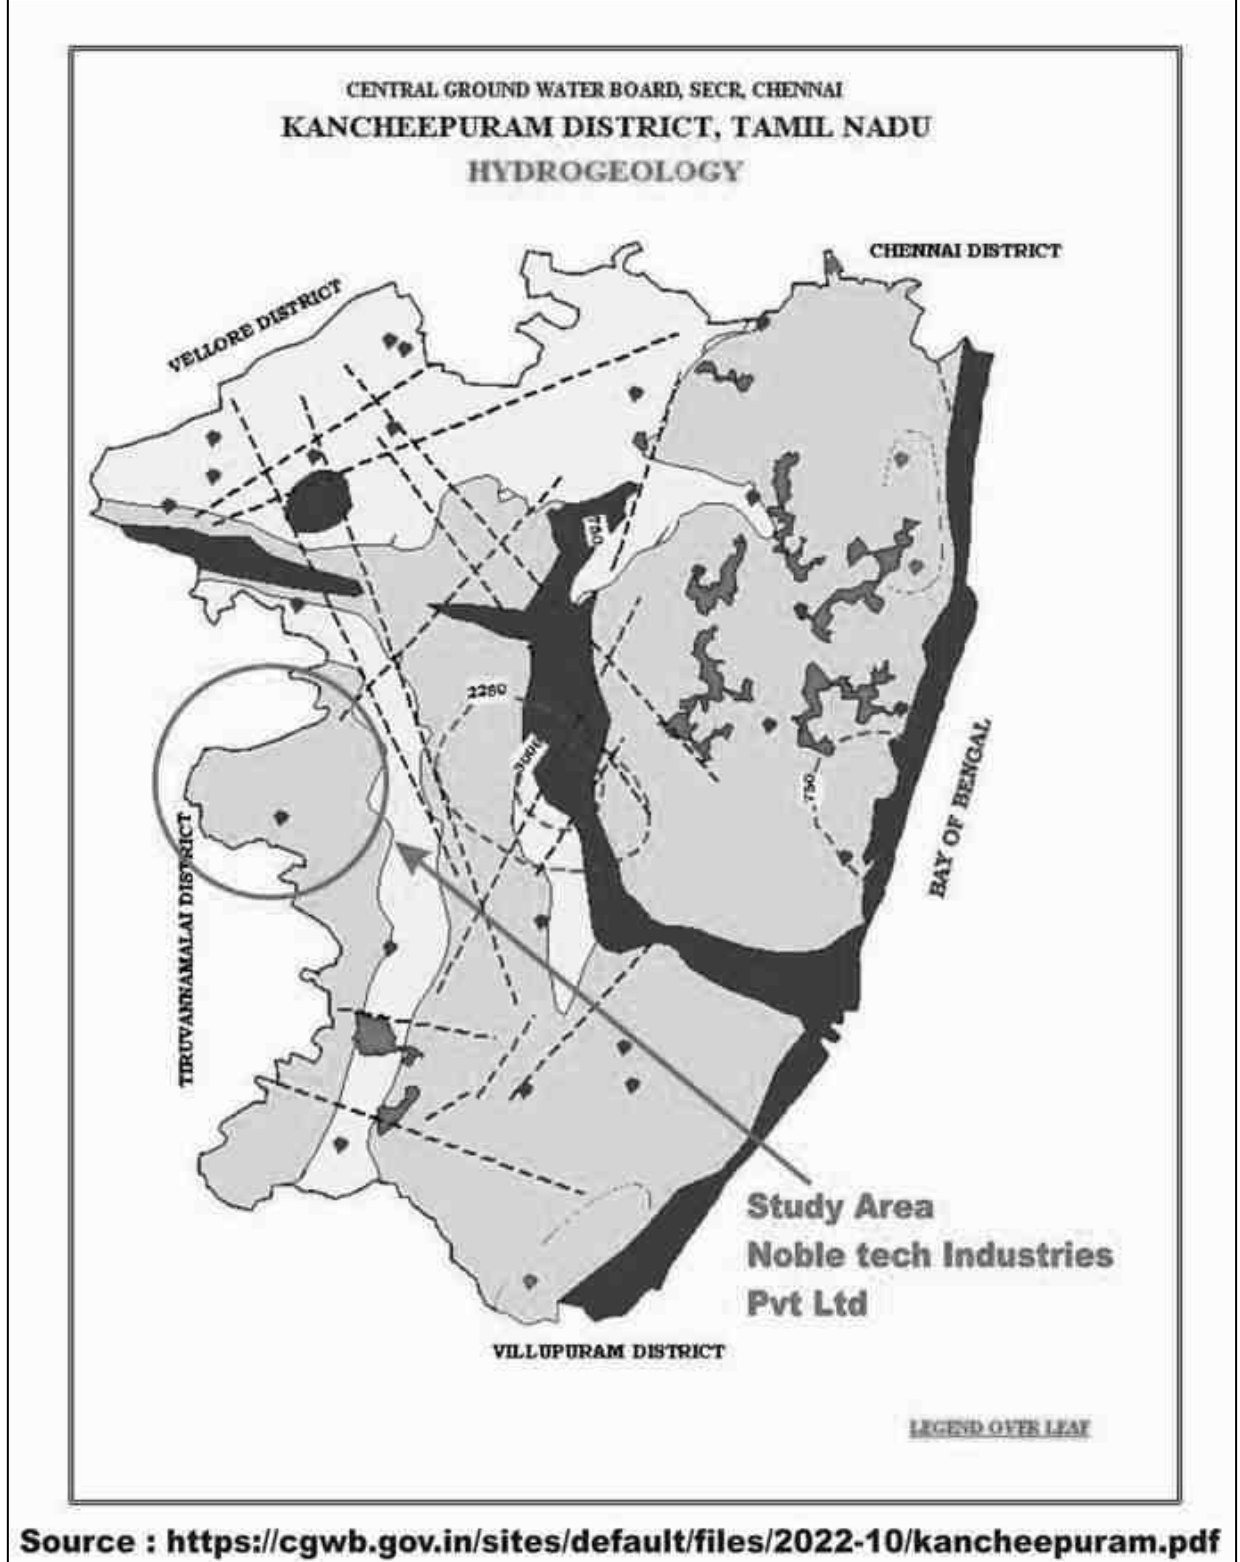 CENTRAL GROUND WATER BOARD, SECR, CHENNAI
KANCHEEPURAM DISTRICT, TAMIL NADU
HYDROGEOLOGY
CHENNAI DISTRICT
VELLORE DISTRICT
750
2280
3000
750
BAY OF BENGAL
TIRUVANNAMALAI DISTRICT
Study Area
Noble tech Industries
Pvt Ltd
VILLUPURAM DISTRICT
LEGEND OVER LEAF
Source : https://cgwb.gov.in/sites/default/files/2022-10/kancheepuram.pdf